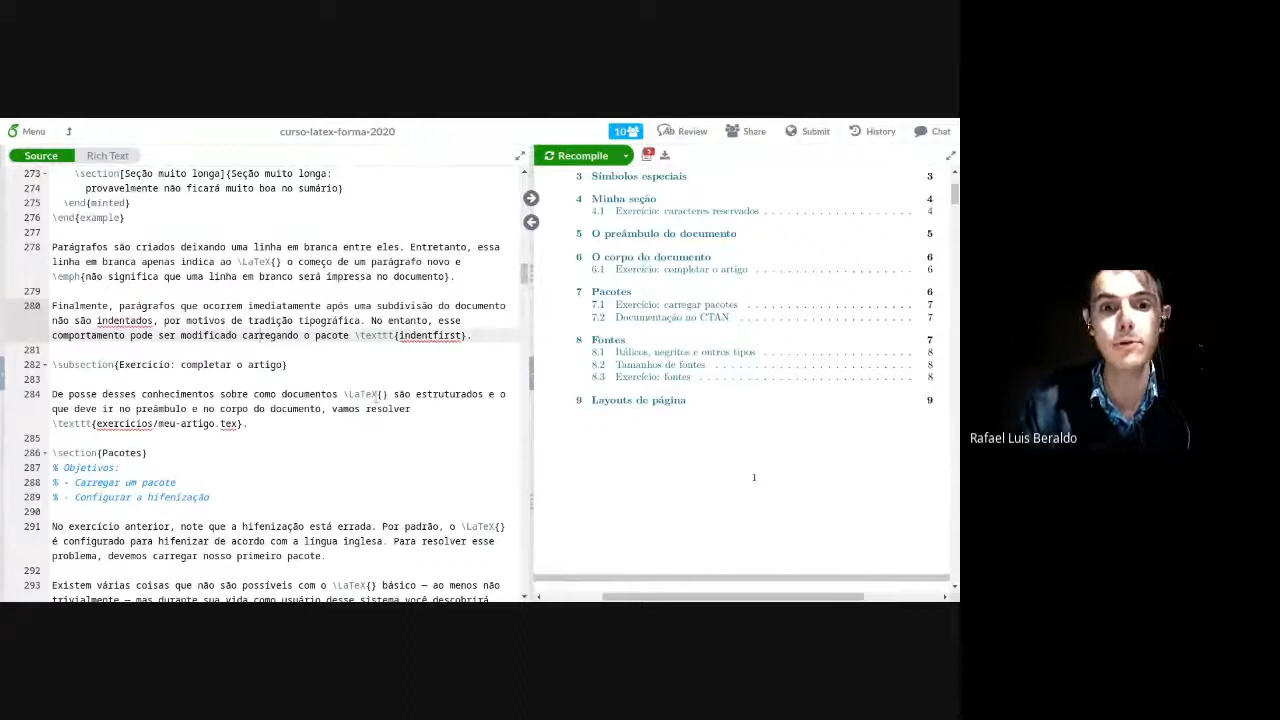 Menu
curso-latex-forma-2020
10
Review
Share
Submit
History
Chat
Source
Rich Text
Recompile
273 \section[Seção muito longa]{Seção muito longa:
274 provavelmente não ficará muito boa no sumário}
275 \end{minted}
276 \end{example}
277
278 Parágrafos são criados deixando uma linha em branca entre eles. Entretanto, essa
linha em branca apenas indica ao \LaTeX{} o começo de um parágrafo novo e
\emph{não significa que uma linha em branco será impressa no documento}.
279
280 Finalmente, parágrafos que ocorrem imediatamente após uma subdivisão do documento
não são indentados, por motivos de tradição tipográfica. No entanto, esse
comportamento pode ser modificado carregando o pacote \texttt{indentfirst}.
281
282 \subsection{Exercício: completar o artigo}
283
284 De posse desses conhecimentos sobre como documentos \LaTeX{} são estruturados e o
que deve ir no preâmbulo e no corpo do documento, vamos resolver
\texttt{exercícios/meu-artigo.tex}.
285
286 \section{Pacotes}
287 % Objetivos:
288 % - Carregar um pacote
289 % - Configurar a hifenização
290
291 No exercício anterior, note que a hifenização está errada. Por padrão, o \LaTeX{}
é configurado para hifenizar de acordo com a língua inglesa. Para resolver esse
problema, devemos carregar nosso primeiro pacote.
292
293 Existem várias coisas que não são possíveis com o \LaTeX{} básico — ao menos não
trivialmente — mas durante sua vida como usuário desse sistema você descobrirá
3 Símbolos especiais 3
4 Minha seção 4
4.1 Exercício: caracteres reservados . . . . . . . . . . . . . . . . 4
5 O preâmbulo do documento 5
6 O corpo do documento 6
6.1 Exercício: completar o artigo . . . . . . . . . . . . . . . . . 6
7 Pacotes 6
7.1 Exercício: carregar pacotes . . . . . . . . . . . . . . . . . . 7
7.2 Documentação no CTAN . . . . . . . . . . . . . . . . . . . 7
8 Fontes 7
8.1 Itálicos, negritos e outros tipos . . . . . . . . . . . . . . . . 8
8.2 Tamanhos de fontes . . . . . . . . . . . . . . . . . . . . . . 8
8.3 Exercício: fontes . . . . . . . . . . . . . . . . . . . . . . . 8
9 Layouts de página 9
1
Rafael Luis Beraldo